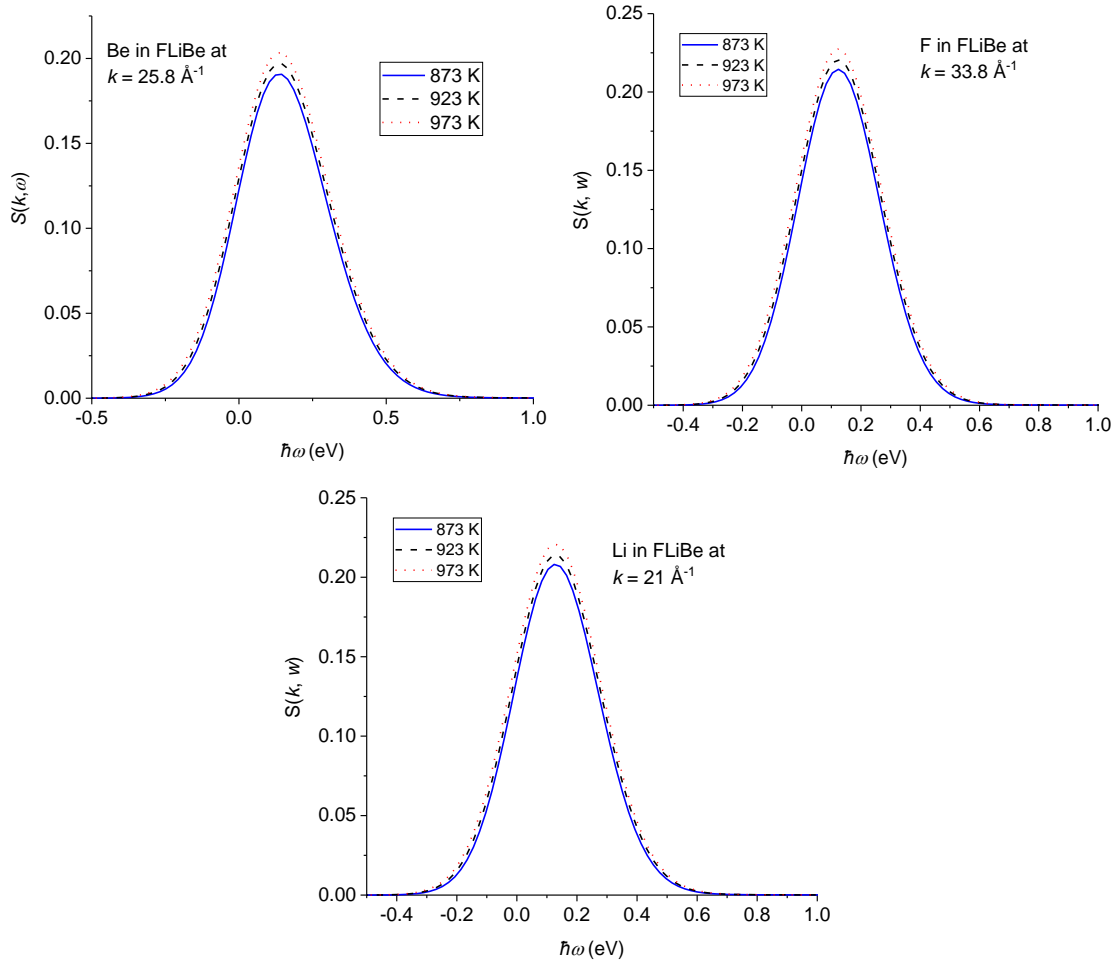 Be in FLiBe at
k = 25.8 Å-1
873 K
923 K
973 K
S(k,ω)
0.20
0.15
0.10
0.05
0.00
-0.5
0.0
0.5
1.0
ħω (eV)
873 K
923 K
973 K
F in FLiBe at
k = 33.8 Å-1
S(k, w)
0.25
0.20
0.15
0.10
0.05
0.00
-0.4
-0.2
0.0
0.2
0.4
0.6
0.8
1.0
ħω (eV)
873 K
923 K
973 K
Li in FLiBe at
k = 21 Å-1
S(k, w)
0.25
0.20
0.15
0.10
0.05
0.00
-0.4
-0.2
0.0
0.2
0.4
0.6
0.8
1.0
ħω (eV)